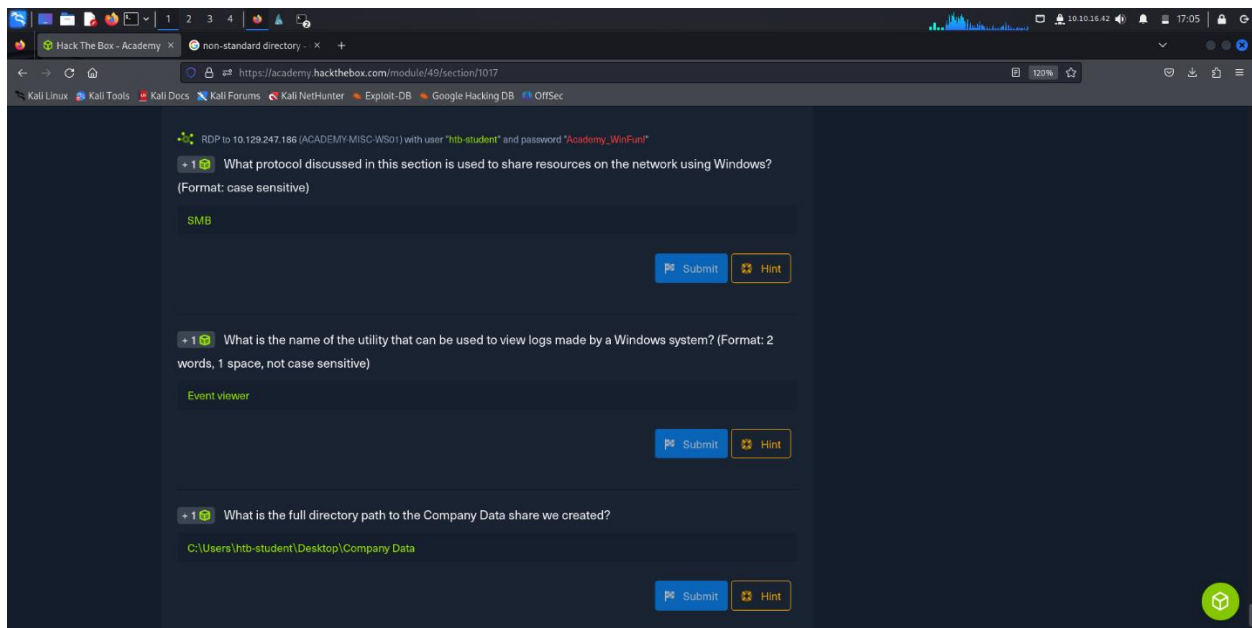 1 2 3 4
10.10.16.42 17:05
Hack The Box - Academy × non-standard directory - × +
https://academy.hackthebox.com/module/49/section/1017 120%
Kali Linux Kali Tools Kali Docs Kali Forums Kali NetHunter Exploit-DB Google Hacking DB OffSec
RDP to 10.129.247.186 (ACADEMY-MISC-WS01) with user "htb-student" and password "Academy_WinFun!"
+ 1 What protocol discussed in this section is used to share resources on the network using Windows?
(Format: case sensitive)
SMB
Submit Hint
+ 1 What is the name of the utility that can be used to view logs made by a Windows system? (Format: 2
words, 1 space, not case sensitive)
Event viewer
Submit Hint
+ 1 What is the full directory path to the Company Data share we created?
C:\Users\htb-student\Desktop\Company Data
Submit Hint